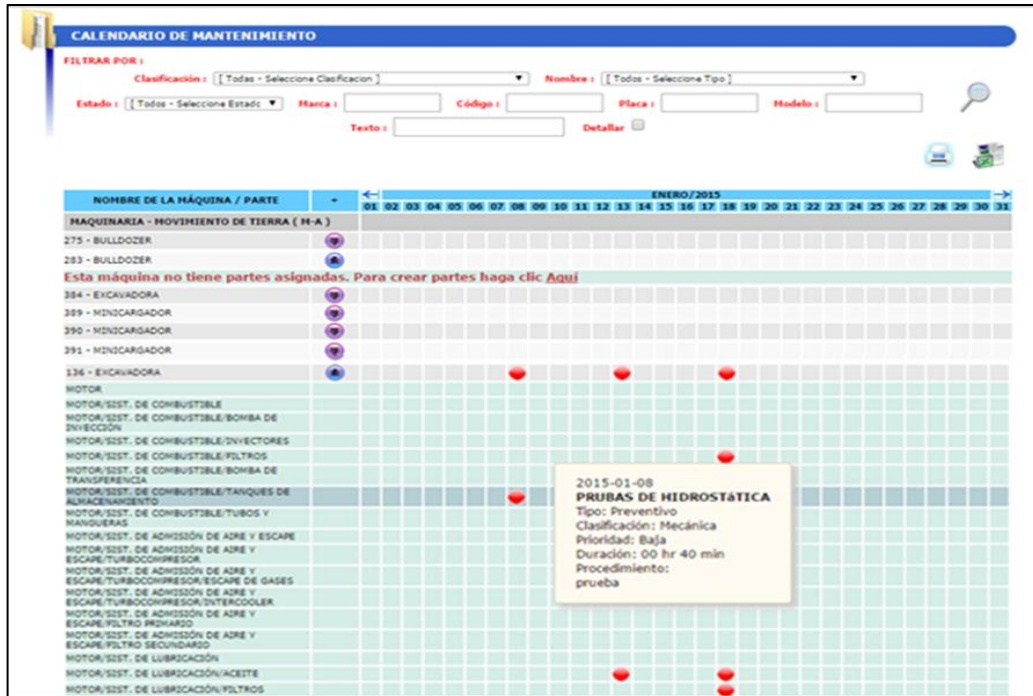 CALENDARIO DE MANTENIMIENTO
FILTRAR POR :
Clasificación : [ Todas - Seleccione Clasficacion ] Nombre : [ Todos - Seleccione Tipo ]
Estado : [ Todos - Seleccione Estadc Marca : Código : Placa : Modelo :
Texto : Detallar
NOMBRE DE LA MÁQUINA / PARTE - ENERO/2015
01 02 03 04 05 06 07 08 09 10 11 12 13 14 15 16 17 18 19 20 21 22 23 24 25 26 27 28 29 30 31
MAQUINARIA - MOVIMIENTO DE TIERRA ( M-A )
275 - BULLDOZER
283 - BULLDOZER
Esta máquina no tiene partes asignadas. Para crear partes haga clic Aquí
384 - EXCAVADORA
389 - MINICARGADOR
390 - MINICARGADOR
391 - MINICARGADOR
136 - EXCAVADORA
MOTOR
MOTOR/SIST. DE COMBUSTIBLE
MOTOR/SIST. DE COMBUSTIBLE/BOMBA DE
INYECCIÓN
MOTOR/SIST. DE COMBUSTIBLE/INYECTORES
MOTOR/SIST. DE COMBUSTIBLE/FILTROS
MOTOR/SIST. DE COMBUSTIBLE/BOMBA DE
TRANSFERENCIA
MOTOR/SIST. DE COMBUSTIBLE/TANQUES DE
ALMACENAMIENTO
MOTOR/SIST. DE COMBUSTIBLE/TUBOS Y
MANGUERAS
MOTOR/SIST. DE ADMISIÓN DE AIRE Y ESCAPE
MOTOR/SIST. DE ADMISIÓN DE AIRE Y
ESCAPE/TURBOCOMPRESOR
MOTOR/SIST. DE ADMISIÓN DE AIRE Y
ESCAPE/TURBOCOMPRESOR/ESCAPE DE GASES
MOTOR/SIST. DE ADMISIÓN DE AIRE Y
ESCAPE/TURBOCOMPRESOR/INTERCOOLER
MOTOR/SIST. DE ADMISIÓN DE AIRE Y
ESCAPE/FILTRO PRIMARIO
MOTOR/SIST. DE ADMISIÓN DE AIRE Y
ESCAPE/FILTRO SECUNDARIO
MOTOR/SIST. DE LUBRICACIÓN
MOTOR/SIST. DE LUBRICACIÓN/ACEITE
MOTOR/SIST. DE LUBRICACIÓN/FILTROS
2015-01-08
PRUBAS DE HIDROSTáTICA
Tipo: Preventivo
Clasificación: Mecánica
Prioridad: Baja
Duración: 00 hr 40 min
Procedimiento:
prueba